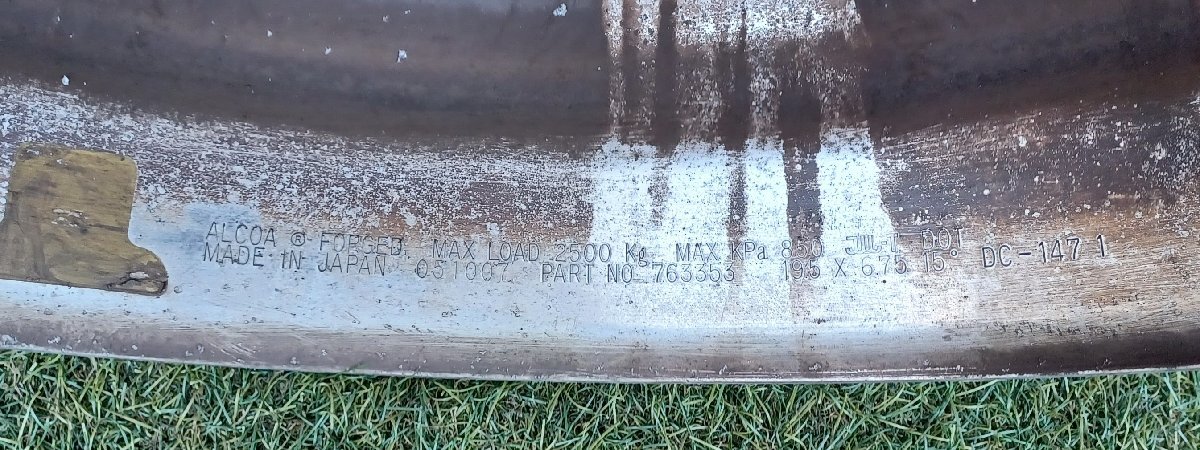 ALCOA ® FORGED. MAX LOAD 2500 Kg MAX KPa 850 JWL-T DOT
MADE IN JAPAN 051007 PART NO 763353 19.5 X 6.75 15° DC-147 1